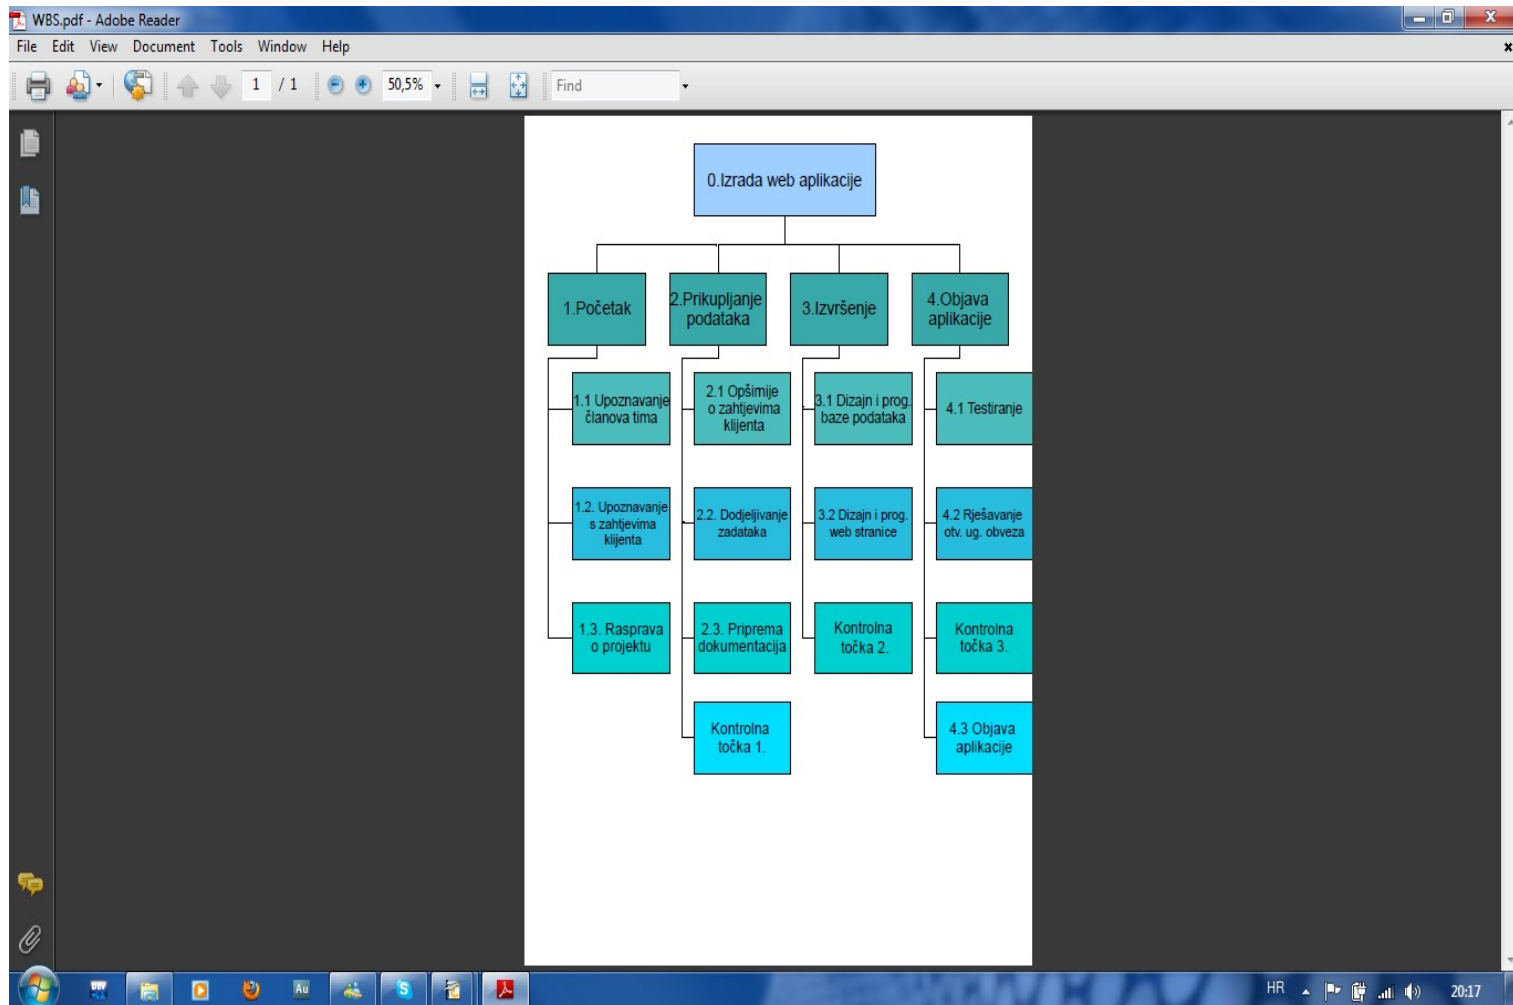 WBS.pdf - Adobe Reader
File Edit View Document Tools Window Help
1 / 1 50,5% Find
0.Izrada web aplikacije
1.Početak
2.Prikupljanje
podataka
3.Izvršenje
4.Objava
aplikacije
1.1 Upoznavanje
članova tima
2.1 Opširnije
o zahtjevima
klijenta
3.1 Dizajn i prog.
baze podataka
4.1 Testiranje
1.2. Upoznavanje
s zahtjevima
klijenta
2.2. Dodjeljivanje
zadataka
3.2 Dizajn i prog.
web stranice
4.2 Rješavanje
otv. ug. obveza
1.3. Rasprava
o projektu
2.3. Priprema
dokumentacija
Kontrolna
točka 2.
Kontrolna
točka 3.
Kontrolna
točka 1.
4.3 Objava
aplikacije
Au
HR 20:17